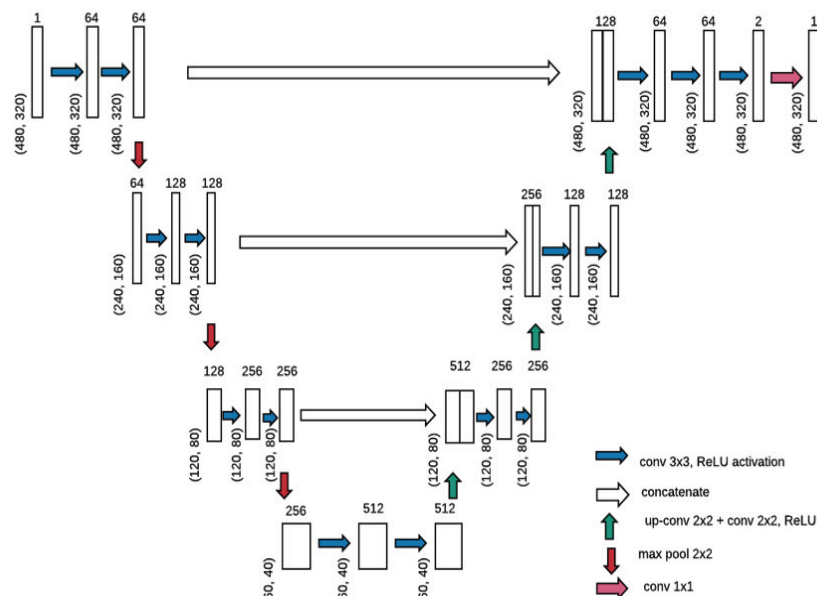 1 64 64 128 64 64 2 1
(480, 320) (480, 320) (480, 320) (480, 320) (480, 320) (480, 320) (480, 320) (480, 320)
64 128 128 256 128 128
(240, 160) (240, 160) (240, 160) (240, 160) (240, 160) (240, 160)
128 256 256 512 256 256
(120, 80) (120, 80) (120, 80) (120, 80) (120, 80) (120, 80)
256 512 512
conv 3x3, ReLU activation
concatenate
up-conv 2x2 + conv 2x2, ReLU
max pool 2x2
conv 1x1